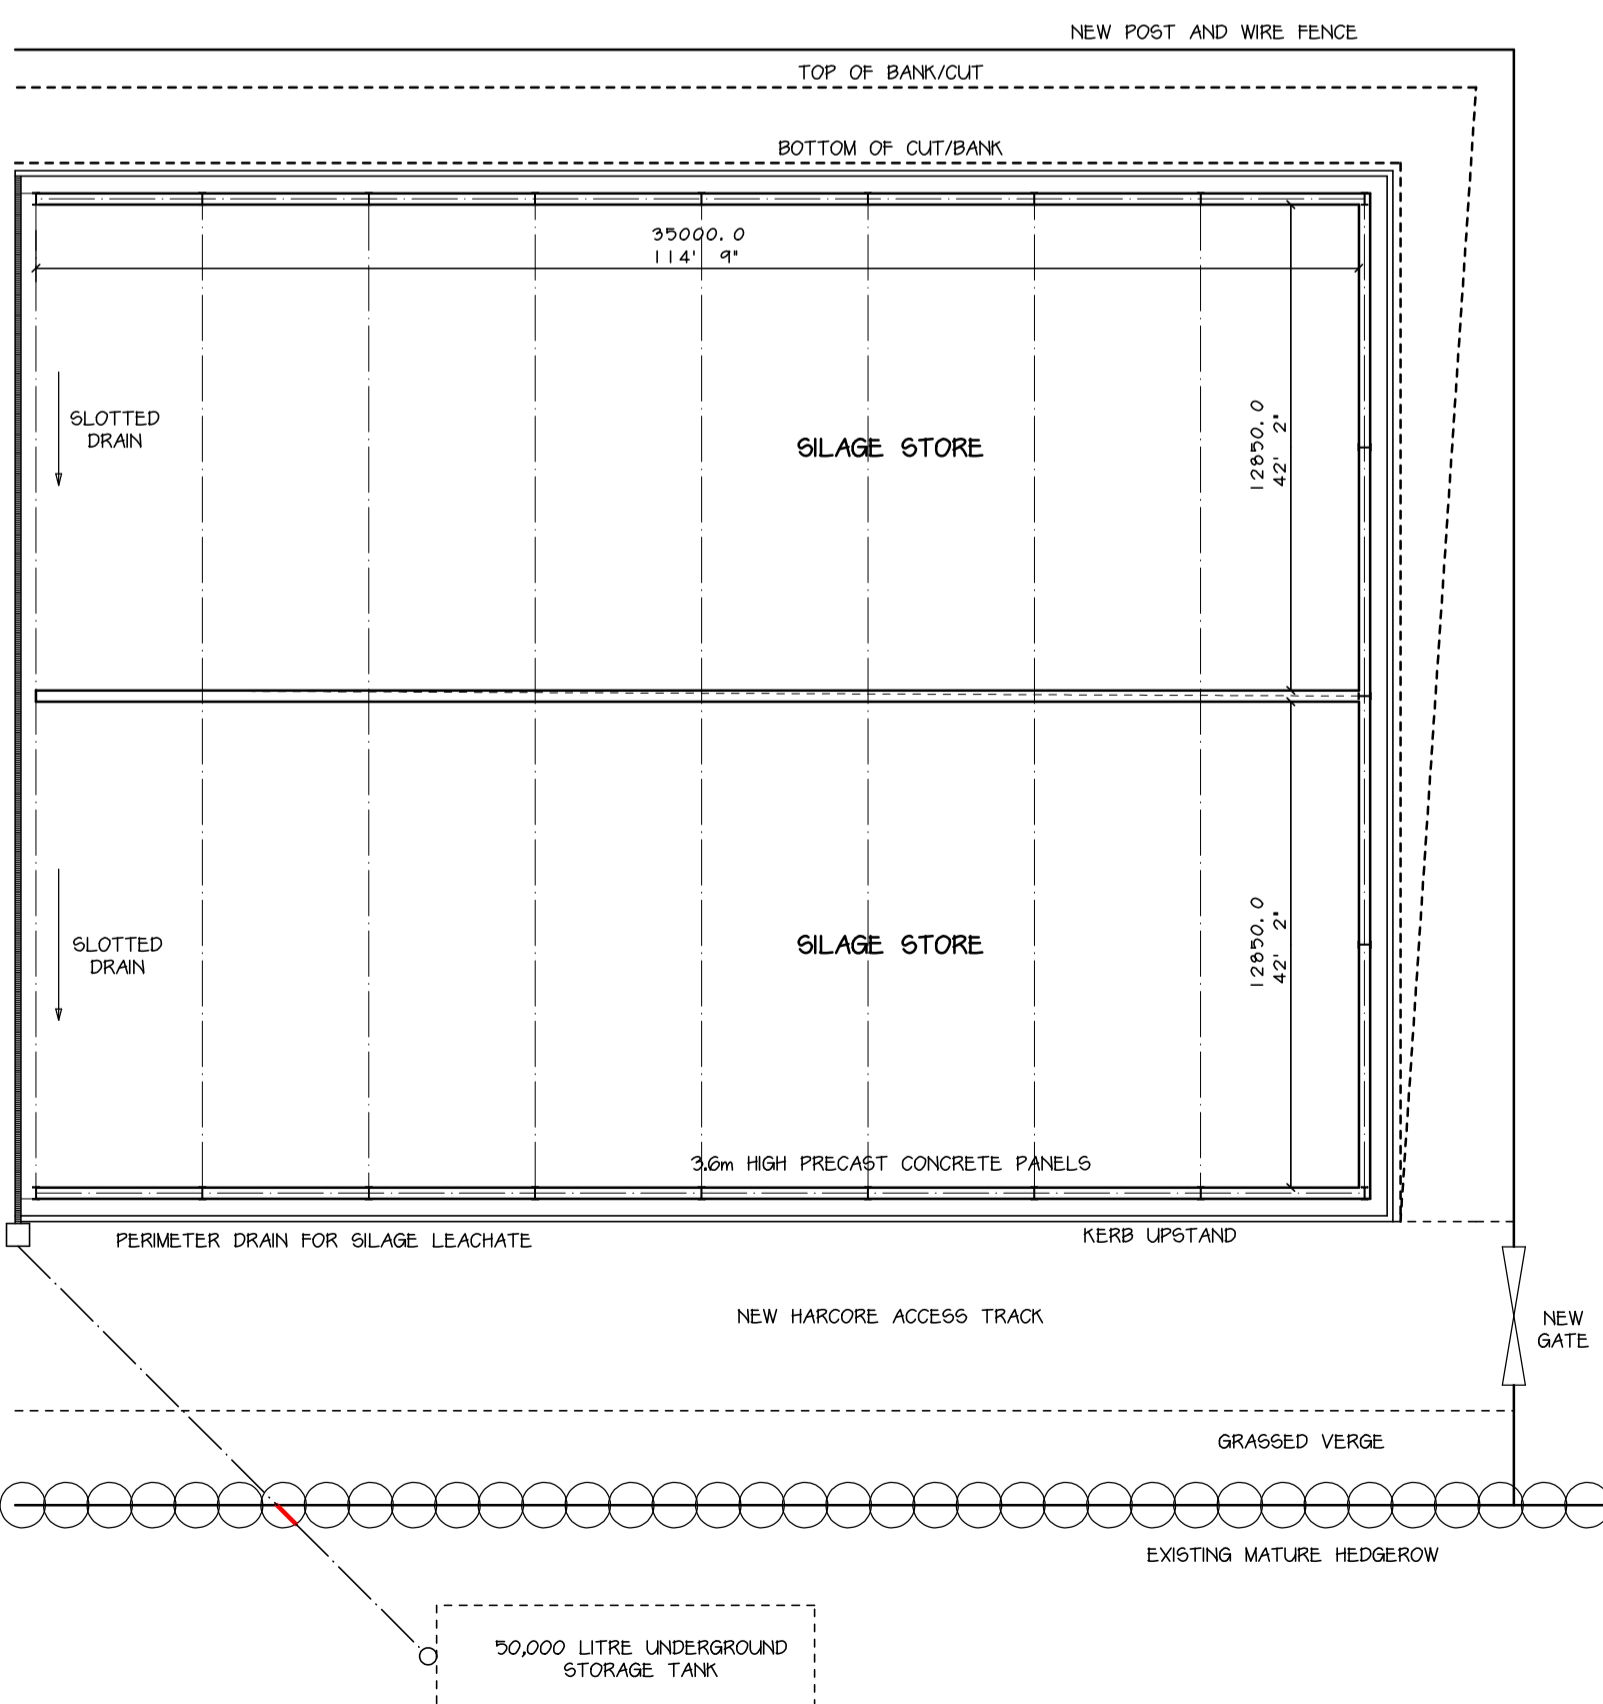 NEW POST AND WIRE FENCE
TOP OF BANK/CUT
BOTTOM OF CUT/BANK
35000.0
114' 9"
SLOTTED
DRAIN
SILAGE STORE
12850.0
42' 2"
SLOTTED
DRAIN
SILAGE STORE
12850.0
42' 2"
3.6m HIGH PRECAST CONCRETE PANELS
PERIMETER DRAIN FOR SILAGE LEACHATE
KERB UPSTAND
NEW HARCORE ACCESS TRACK
NEW
GATE
GRASSED VERGE
EXISTING MATURE HEDGEROW
50,000 LITRE UNDERGROUND
STORAGE TANK